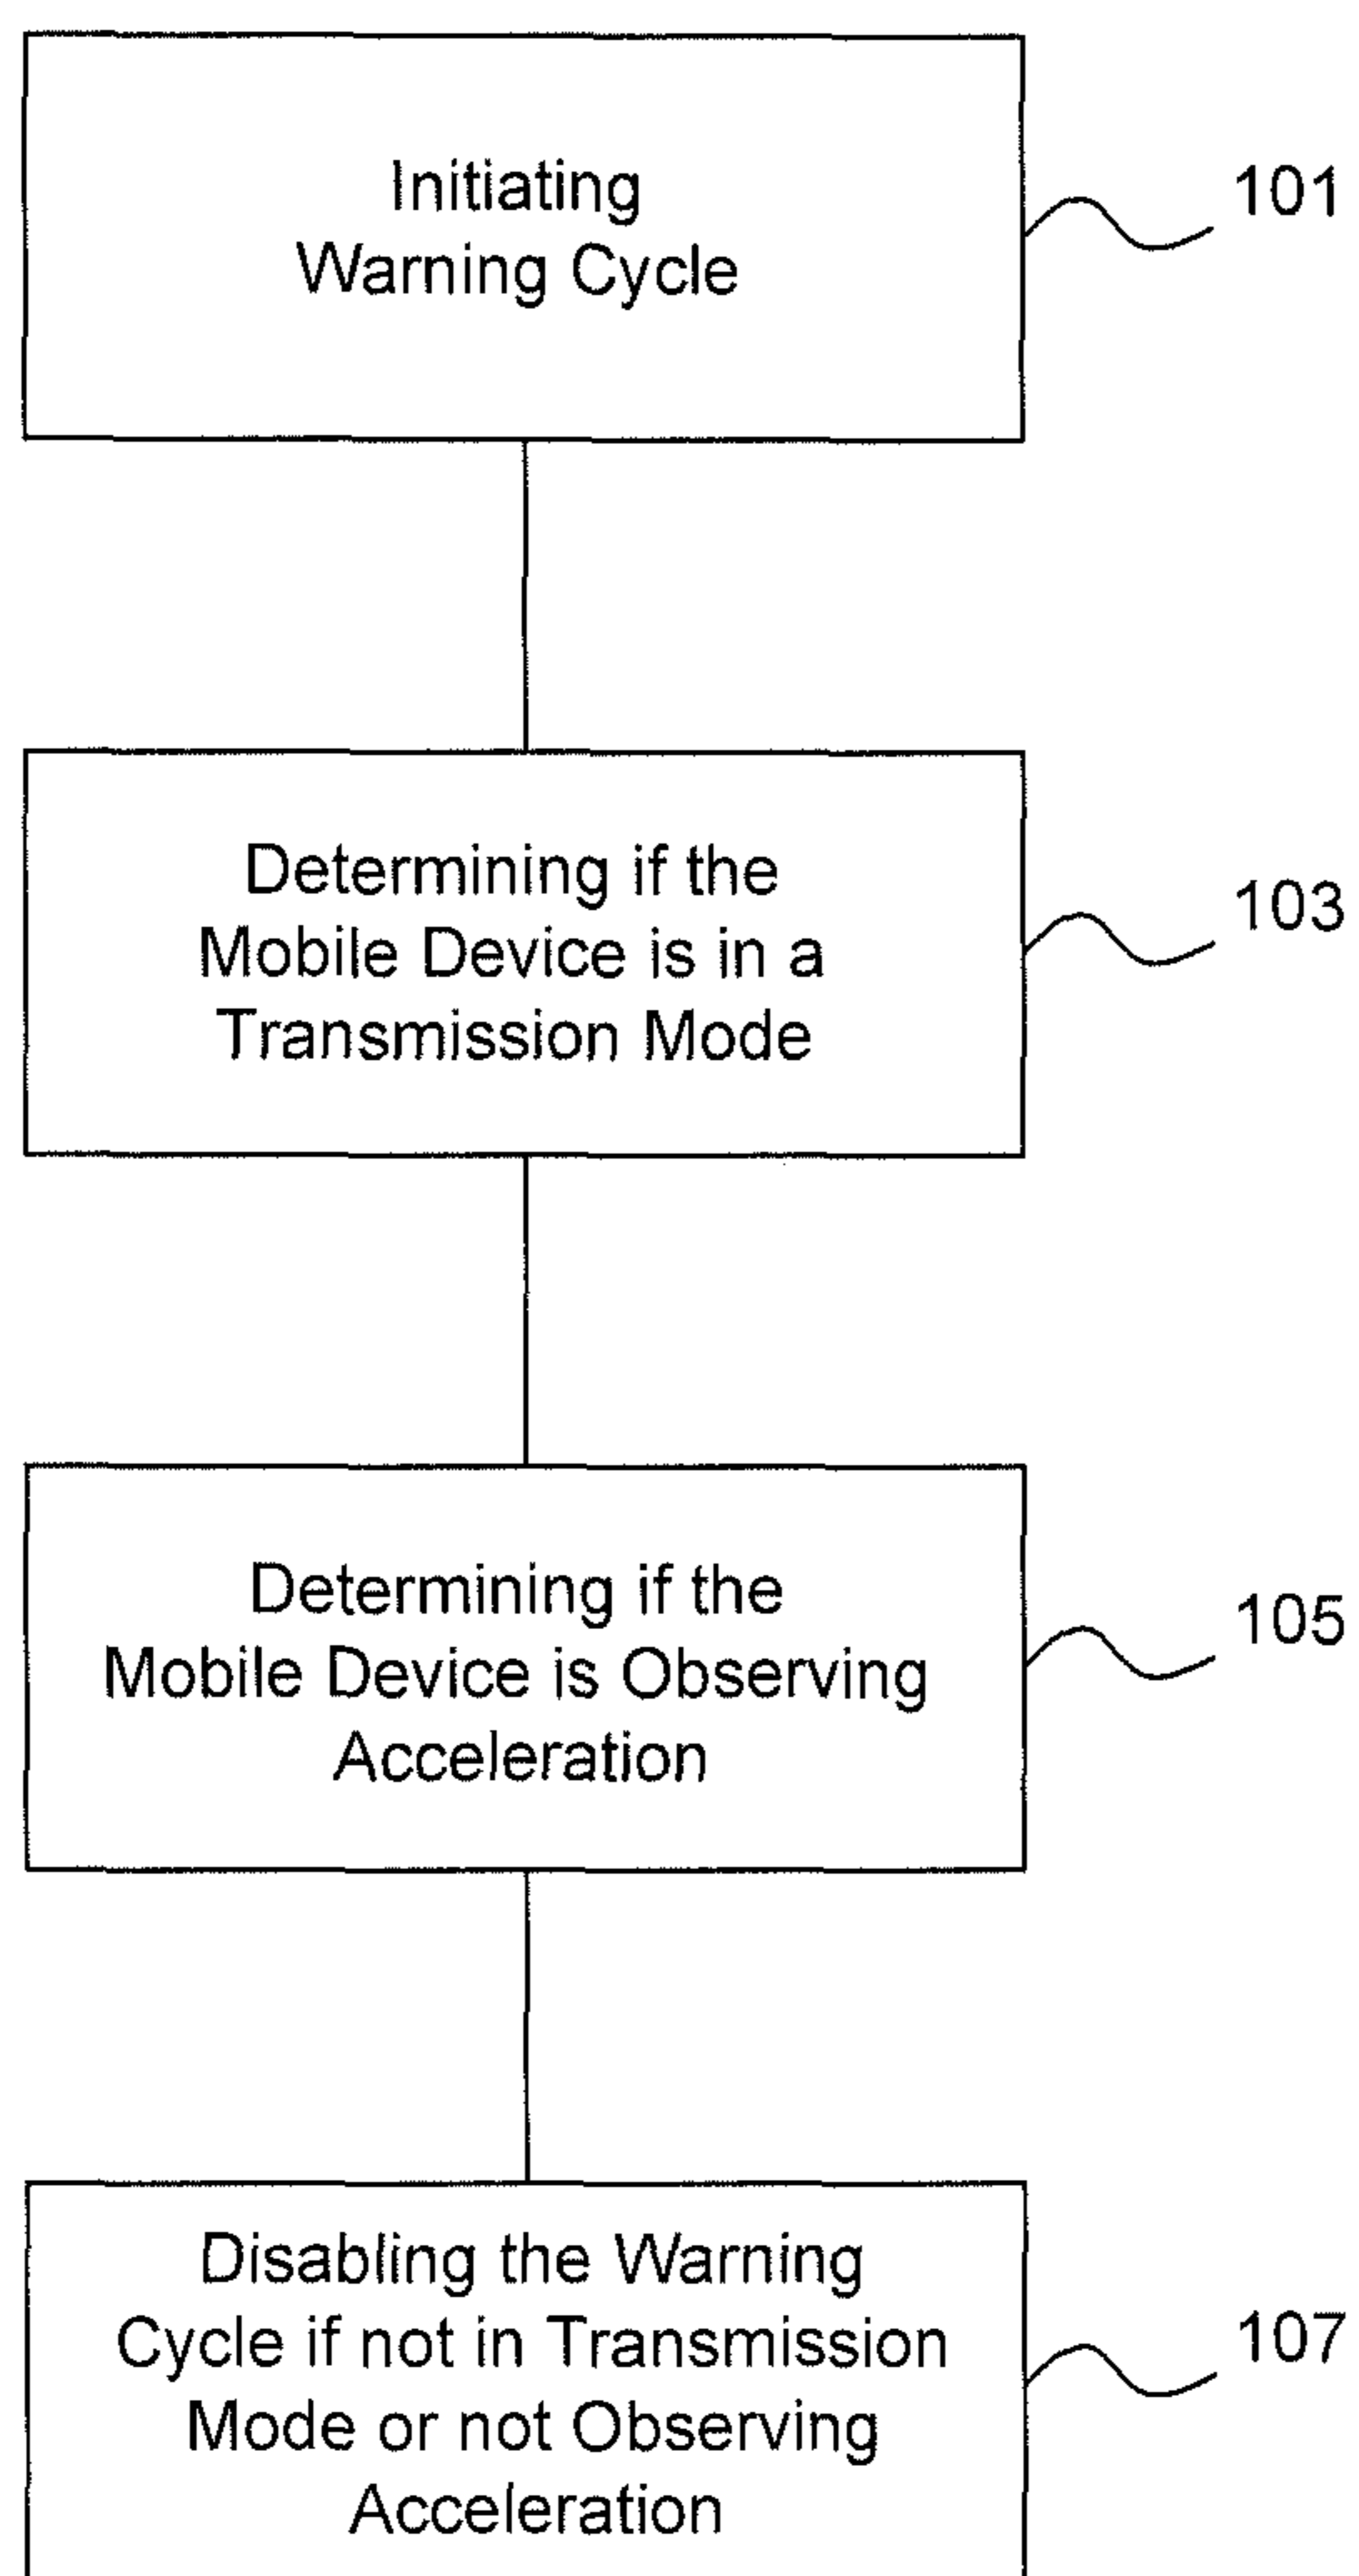 Initiating
Warning Cycle
101
Determining if the
Mobile Device is in a
Transmission Mode
103
Determining if the
Mobile Device is Observing
Acceleration
105
Disabling the Warning
Cycle if not in Transmission
Mode or not Observing
Acceleration
107